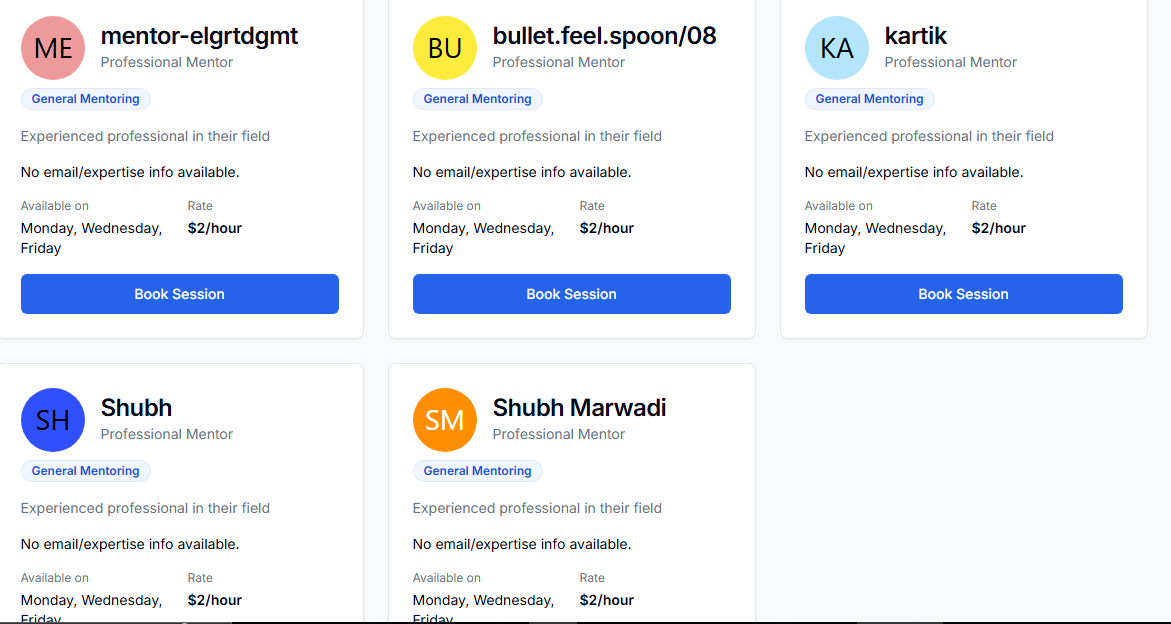 ME
mentor-elgrtdgmt
Professional Mentor
General Mentoring
Experienced professional in their field
No email/expertise info available.
Available on
Rate
Monday, Wednesday,
Friday
$2/hour
Book Session
BU
bullet.feel.spoon/08
Professional Mentor
General Mentoring
Experienced professional in their field
No email/expertise info available.
Available on
Rate
Monday, Wednesday,
Friday
$2/hour
Book Session
KA
kartik
Professional Mentor
General Mentoring
Experienced professional in their field
No email/expertise info available.
Available on
Rate
Monday, Wednesday,
Friday
$2/hour
Book Session
SH
Shubh
Professional Mentor
General Mentoring
Experienced professional in their field
No email/expertise info available.
Available on
Rate
Monday, Wednesday,
Friday
$2/hour
SM
Shubh Marwadi
Professional Mentor
General Mentoring
Experienced professional in their field
No email/expertise info available.
Available on
Rate
Monday, Wednesday,
Friday
$2/hour